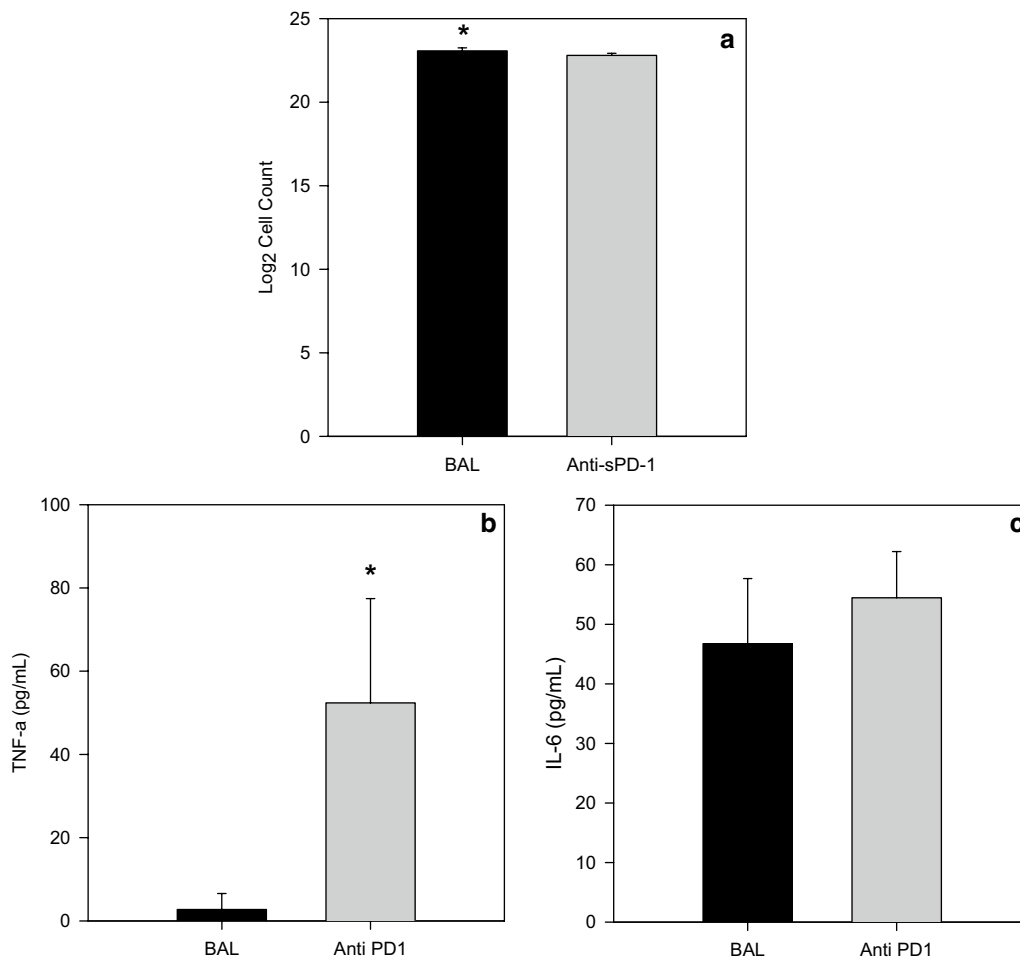 a
*
25
20
15
10
5
0
Log2 Cell Count
BAL
Anti-sPD-1
b
*
100
80
60
40
20
0
TNF-a (pg/mL)
BAL
Anti PD1
c
70
60
50
40
30
20
10
0
IL-6 (pg/mL)
BAL
Anti PD1